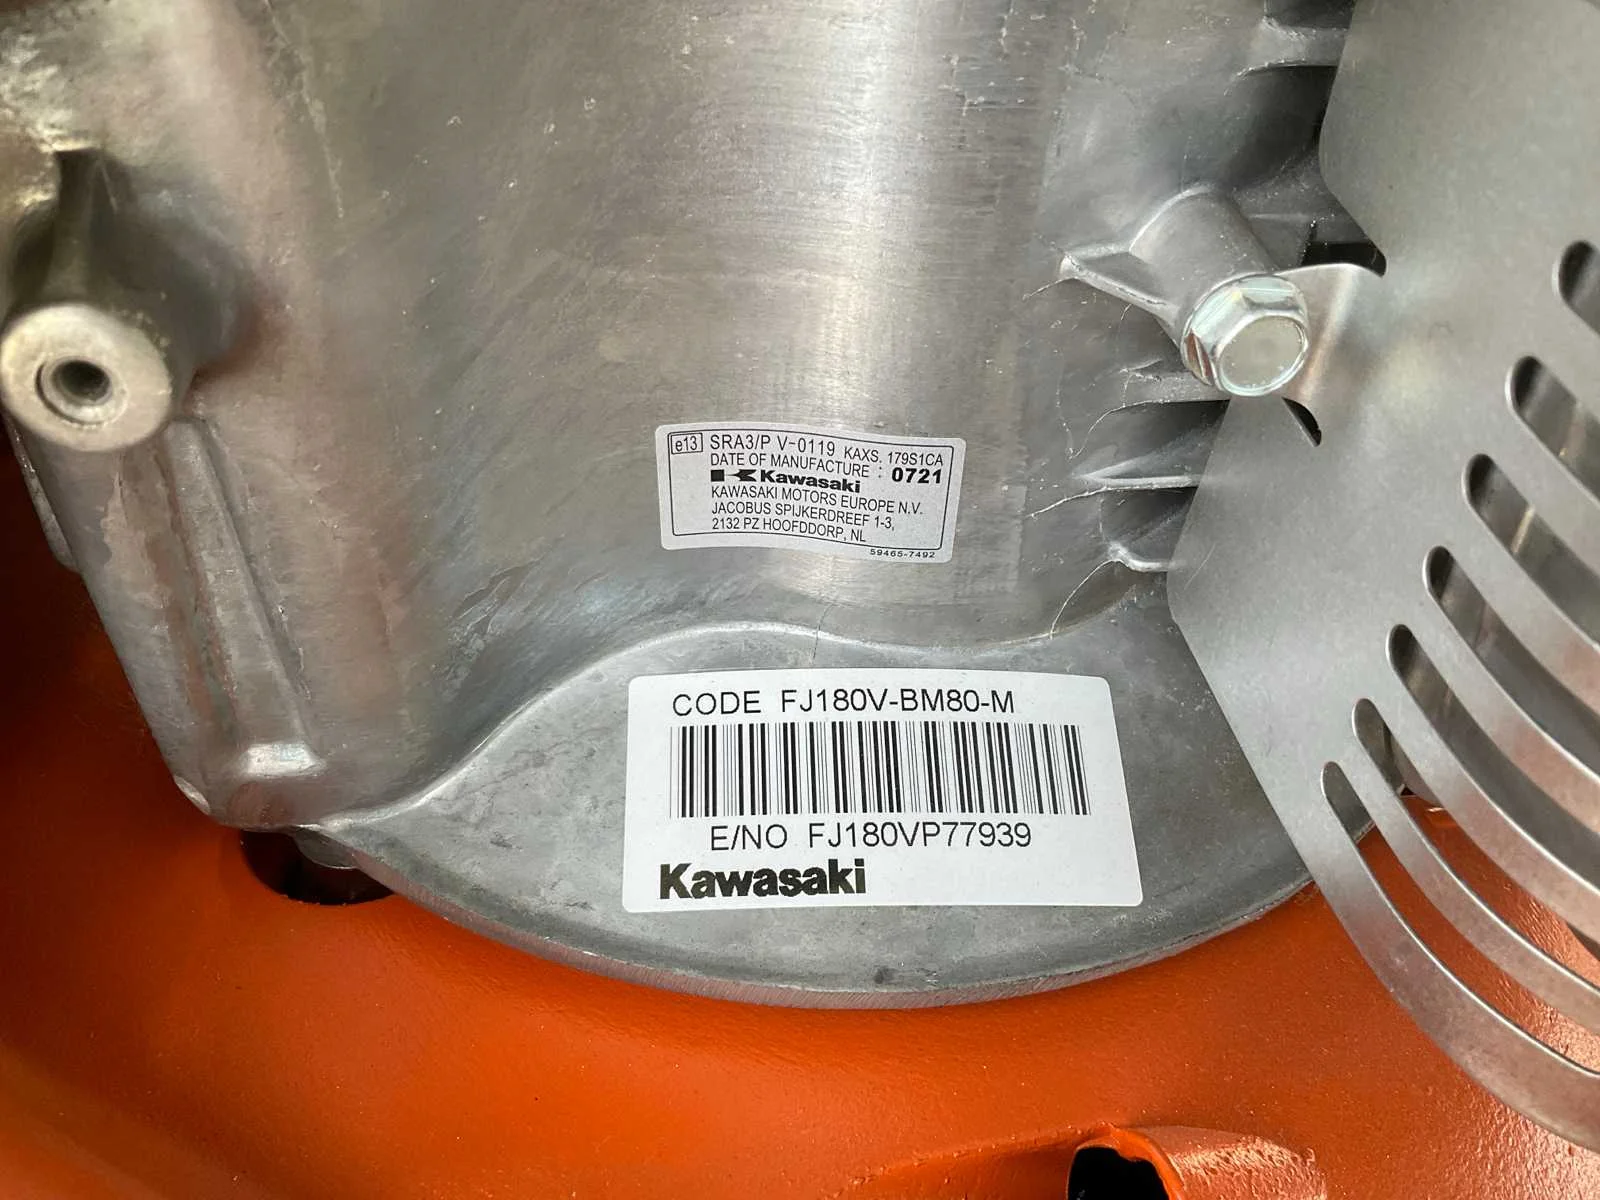 e13 SRA3/P V-0119 KAXS. 179S1CA
DATE OF MANUFACTURE : 0721
Kawasaki
KAWASAKI MOTORS EUROPE N.V.
JACOBUS SPIJKERDREEF 1-3,
2132 PZ HOOFDDORP, NL
59465-7492
CODE FJ180V-BM80-M
E/NO FJ180VP77939
Kawasaki